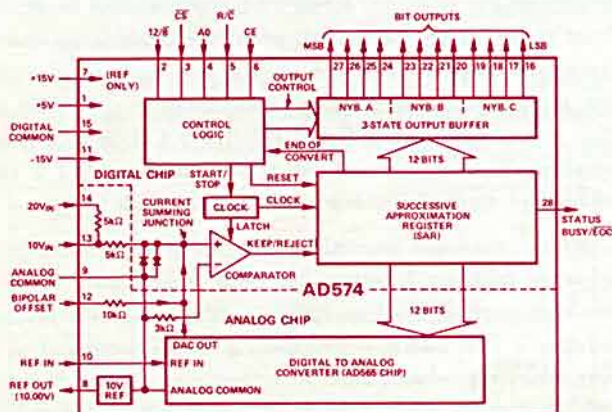 12/8̅ C̅S̅ A0 R/C̅ CE
BIT OUTPUTS
MSB LSB
2 3 4 5 6
27 26 25 24 23 22 21 20 19 18 17 16
+15V 7 (REF ONLY)
+5V 1
DIGITAL COMMON 15
-15V 11
CONTROL LOGIC
OUTPUT CONTROL
NYB. A NYB. B NYB. C
3-STATE OUTPUT BUFFER
END OF CONVERT
12 BITS
DIGITAL CHIP
START/STOP
RESET
20VIN 14
5kΩ
10VIN 13
5kΩ
CURRENT SUMMING JUNCTION
CLOCK
CLOCK
LATCH
SUCCESSIVE APPROXIMATION REGISTER (SAR)
28
STATUS
BUSY/E̅O̅C̅
+
−
KEEP/REJECT
COMPARATOR
ANALOG COMMON 9
AD574
BIPOLAR OFFSET 12
10kΩ
3kΩ
ANALOG CHIP
12 BITS
DAC OUT
REF IN 10
REF IN
DIGITAL TO ANALOG CONVERTER (AD565 CHIP)
REF OUT (10.00V) 8
10V REF
ANALOG COMMON